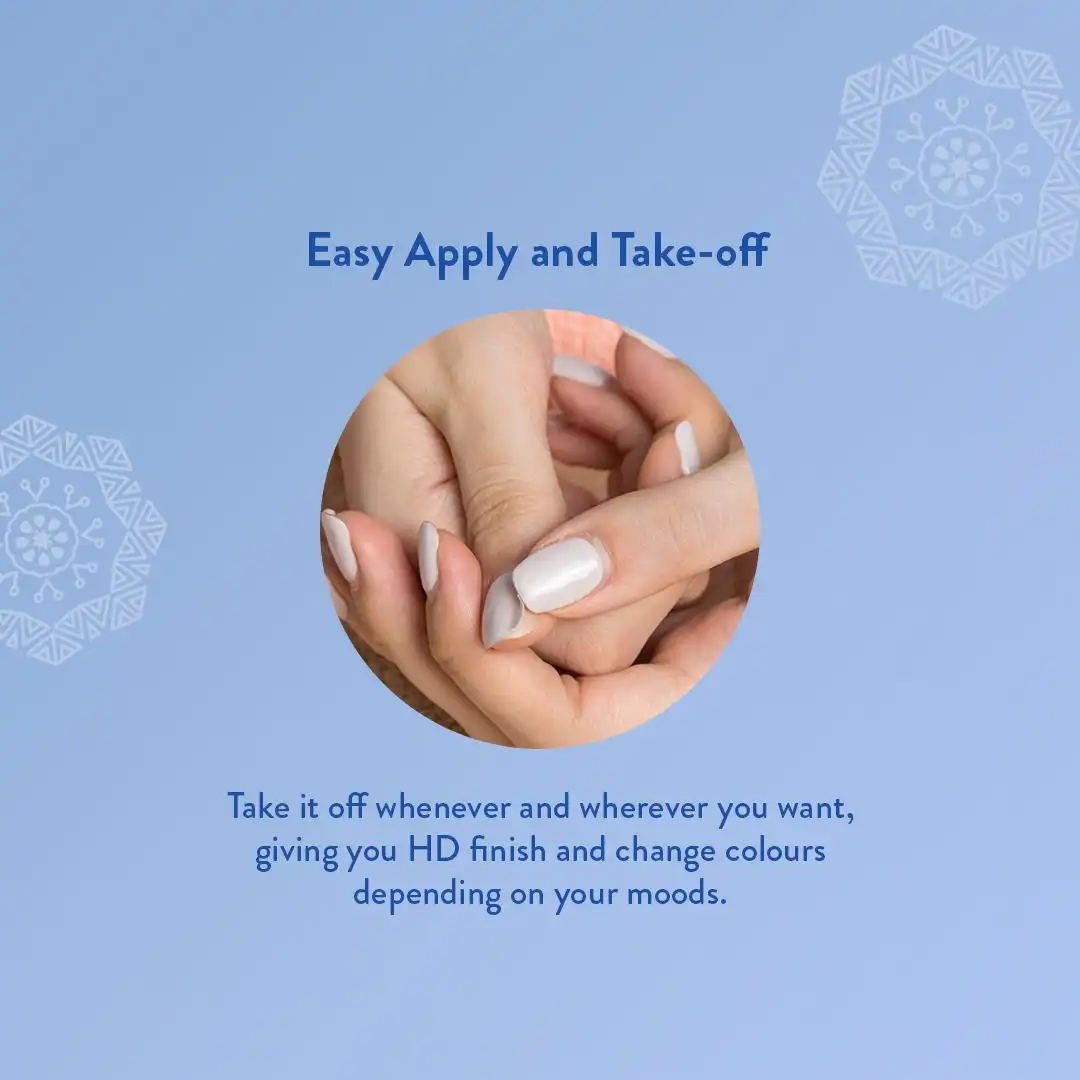 Easy Apply and Take-off
Take it off whenever and wherever you want,
giving you HD finish and change colours
depending on your moods.